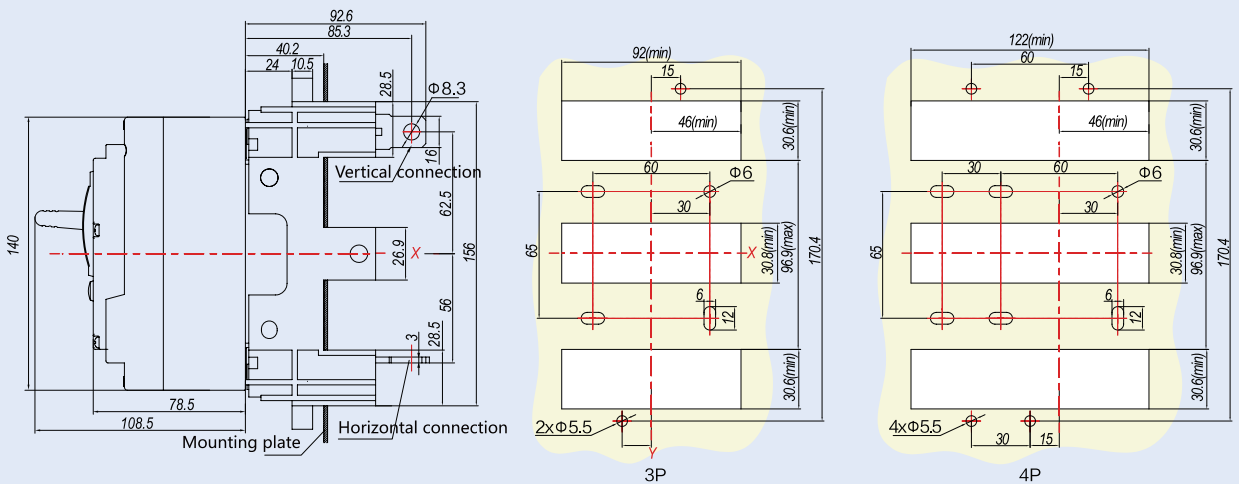 92.6
85.3
40.2
24
10.5
28.5
Φ8.3
16
Vertical connection
62.5
140
X
26.9
156
56
3
28.5
78.5
108.5
Mounting plate
Horizontal connection
92(min)
15
46(min)
30.6(min)
60
Φ6
30
65
X
30.8(min)
96.9(max)
170.4
6
12
30.6(min)
2xΦ5.5
Y
3P
122(min)
60
15
46(min)
30.6(min)
30
60
Φ6
30
65
30.8(min)
96.9(max)
170.4
6
12
30.6(min)
4xΦ5.5
30
15
4P